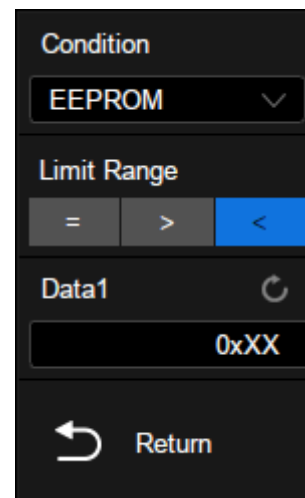 Condition
EEPROM
Limit Range
= > <
Data1
0xXX
Return